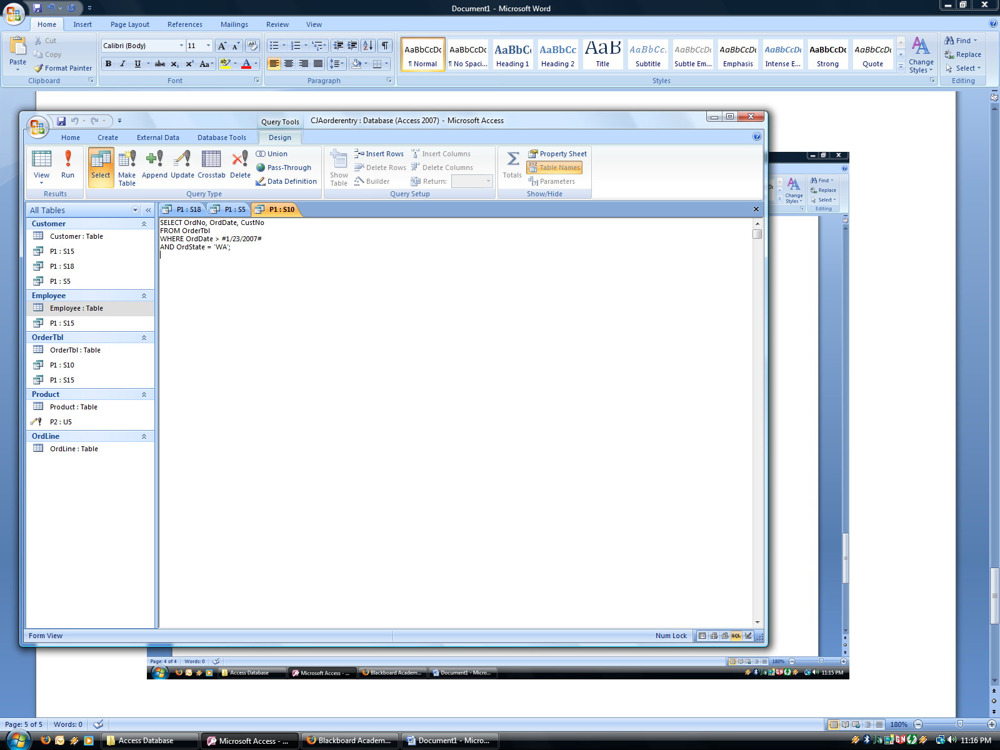 Document1 - Microsoft Word
Home Insert Page Layout References Mailings Review View
Paste
Cut
Copy
Format Painter
Clipboard
Calibri (Body) 11
Font
Paragraph
AaBbCcDc AaBbCcDc AaBbC AaBbCc AaB AaBbCc. AaBbCcDc AaBbCcDc AaBbCcDc AaBbCcDc AaBbCcDc
¶ Normal ¶ No Spaci... Heading 1 Heading 2 Title Subtitle Subtle Em... Emphasis Intense E... Strong Quote
Change Styles
Styles
Find
Replace
Select
Editing
Query Tools
CJAorderentry : Database (Access 2007) - Microsoft Access
Home Create External Data Database Tools Design
View Run
Results
Select Make Table Append Update Crosstab Delete
Union
Pass-Through
Data Definition
Query Type
Show Table
Insert Rows
Delete Rows
Builder
Insert Columns
Delete Columns
Return:
Query Setup
Totals
Property Sheet
Table Names
Parameters
Show/Hide
All Tables
Customer
Customer : Table
P1 : S15
P1 : S18
P1 : S5
Employee
Employee : Table
P1 : S15
OrderTbl
OrderTbl : Table
P1 : S10
P1 : S15
Product
Product : Table
P2 : U5
OrdLine
OrdLine : Table
P1 : S18 P1 : S5 P1 : S10
SELECT OrdNo, OrdDate, CustNo
FROM OrderTbl
WHERE OrdDate > #1/23/2007#
AND OrdState = 'WA';
Form View
Num Lock
SQL
Change Styles
Find
Replace
Select
Editing
Page: 4 of 4 Words: 0
180%
Access Database Microsoft Access - ... Blackboard Academ... Document1 - Micro...
11:15 PM
Page: 5 of 5 Words: 0
180%
Access Database Microsoft Access - ... Blackboard Academ... Document1 - Micro...
11:16 PM